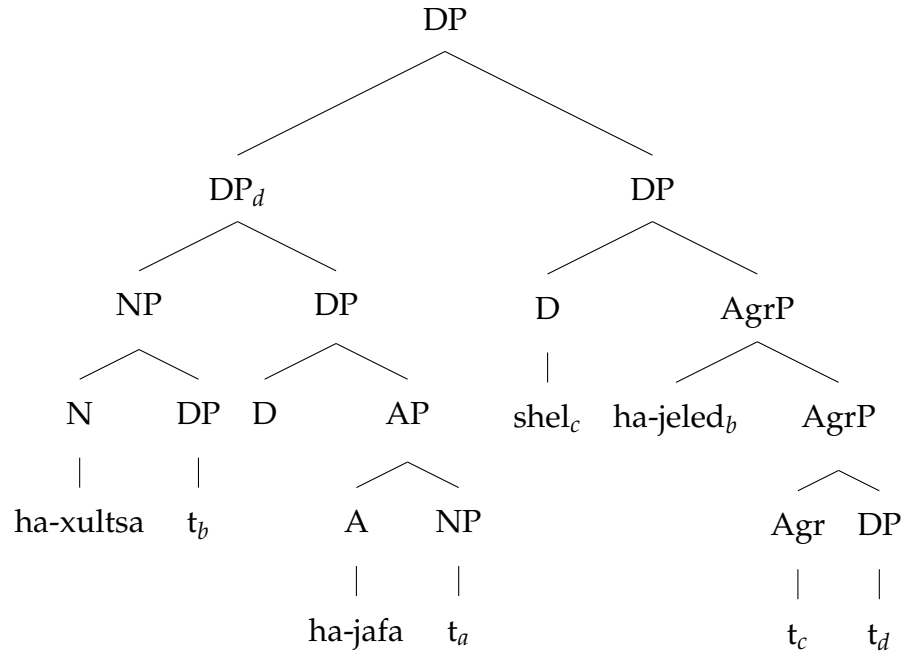 DP
DP_d DP
NP DP D AgrP
N DP D AP shel_c ha-jeled_b AgrP
ha-xultsa t_b A NP Agr DP
ha-jafa t_a t_c t_d